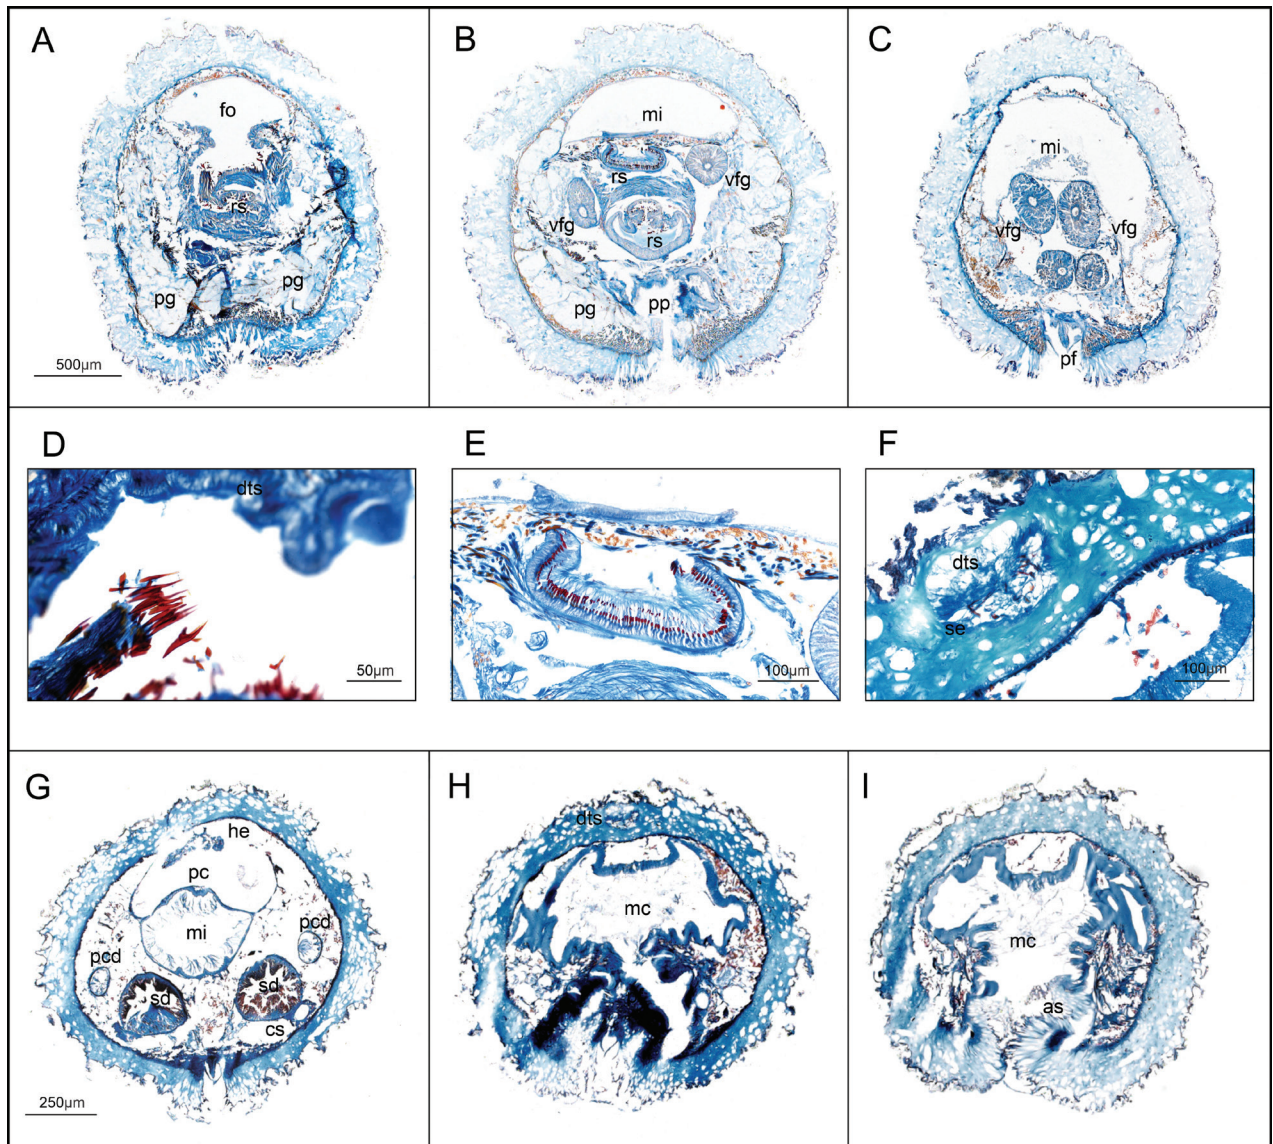 A
fo
rs
pg
pg
500µm
B
mi
rs
vfg
vfg
rs
pg
pp
C
mi
vfg
vfg
pf
D
dts
50µm
E
100µm
F
dts
se
100µm
G
he
pc
pcd
mi
pcd
sd
sd
cs
250µm
H
dts
mc
I
mc
as